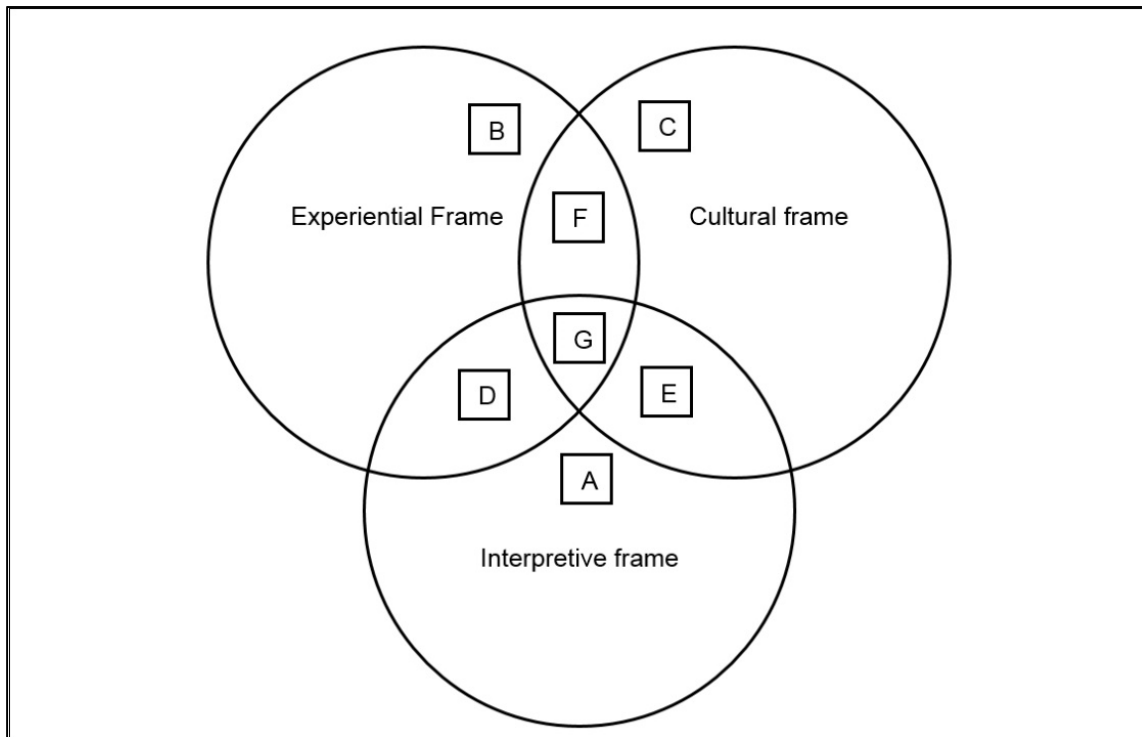 B
C
Experiential Frame
F
Cultural frame
G
D
E
A
Interpretive frame